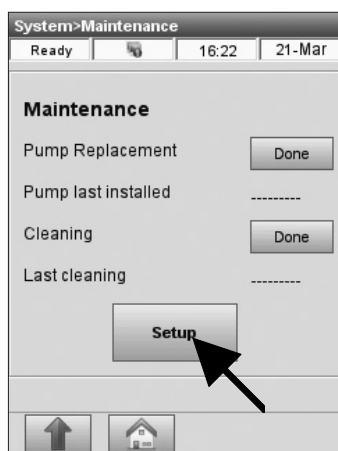 System>Maintenance
Ready 16:22 21-Mar
Maintenance
Pump Replacement Done
Pump last installed ---------
Cleaning Done
Last cleaning ---------
Setup